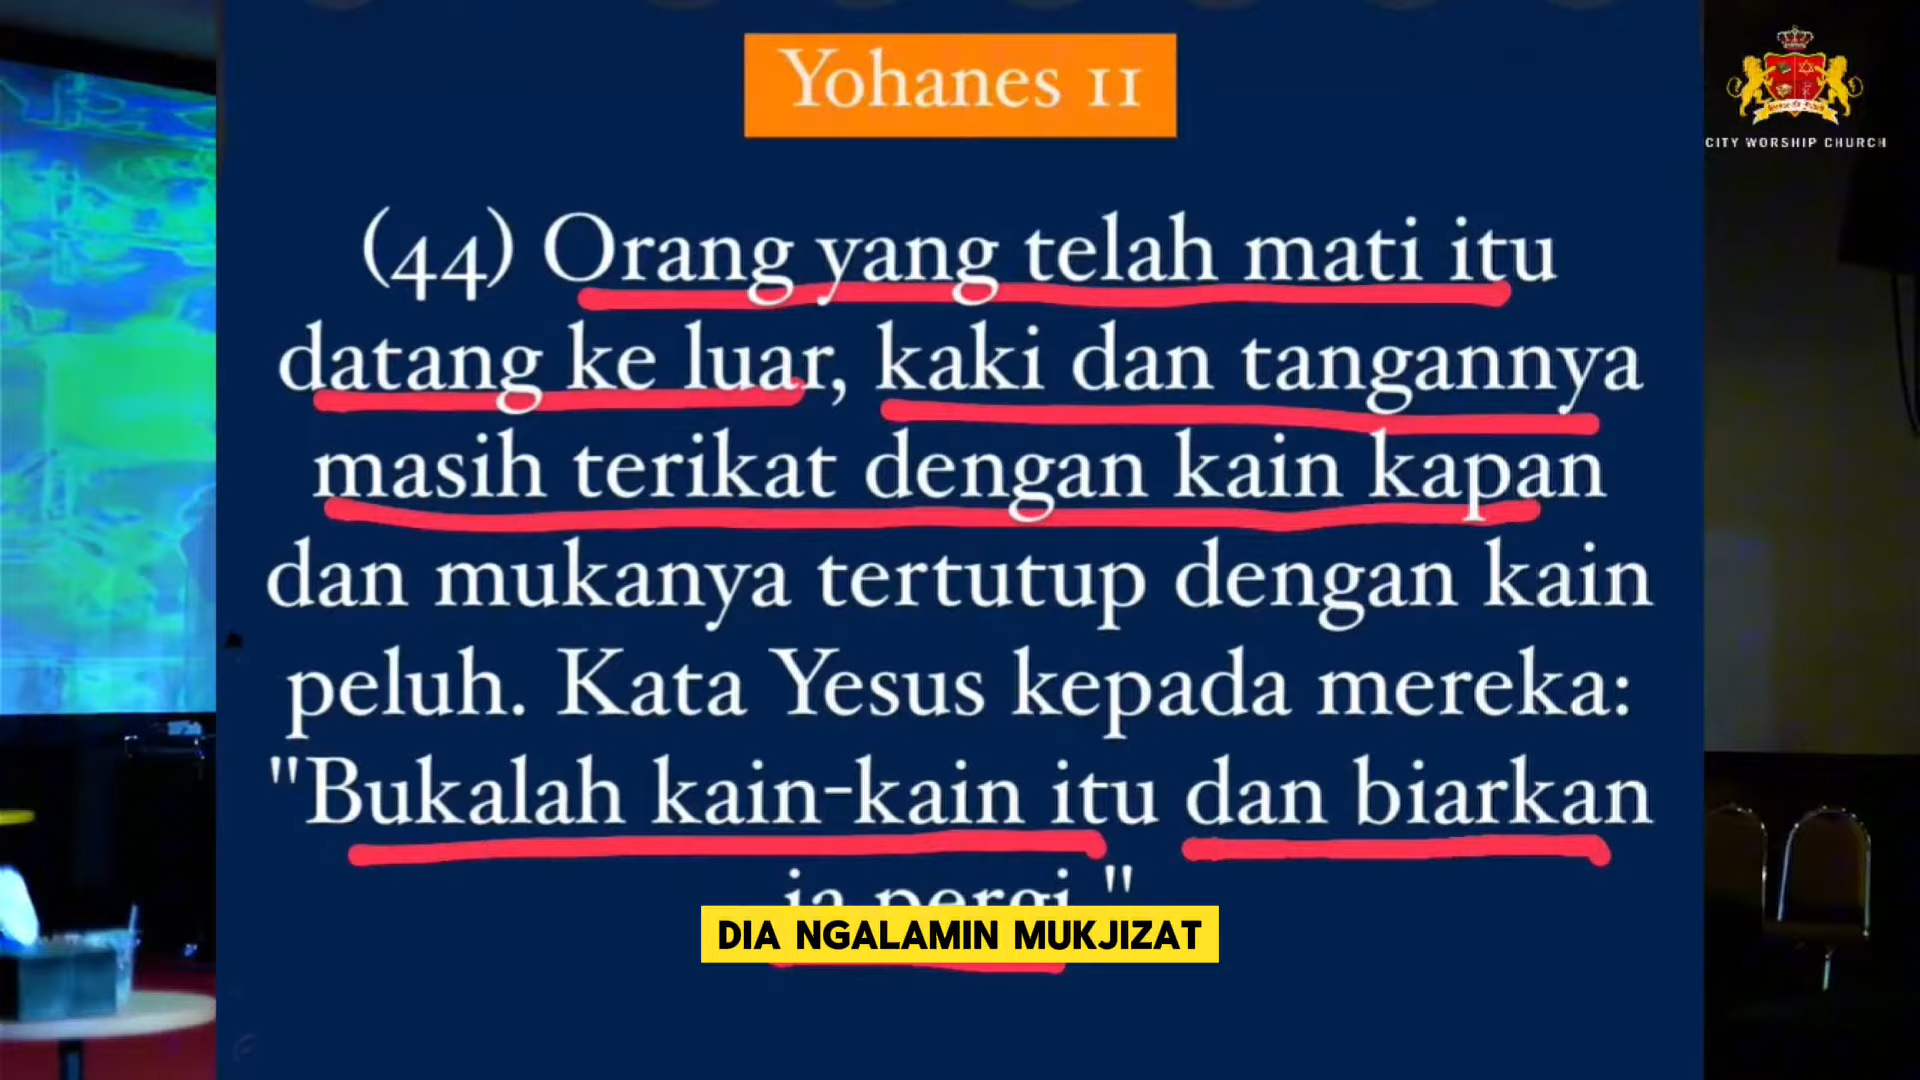 Yohanes 11
CITY WORSHIP CHURCH
(44) Orang yang telah mati itu
datang ke luar, kaki dan tangannya
masih terikat dengan kain kapan
dan mukanya tertutup dengan kain
peluh. Kata Yesus kepada mereka:
"Bukalah kain-kain itu dan biarkan
ia pergi."
DIA NGALAMIN MUKJIZAT